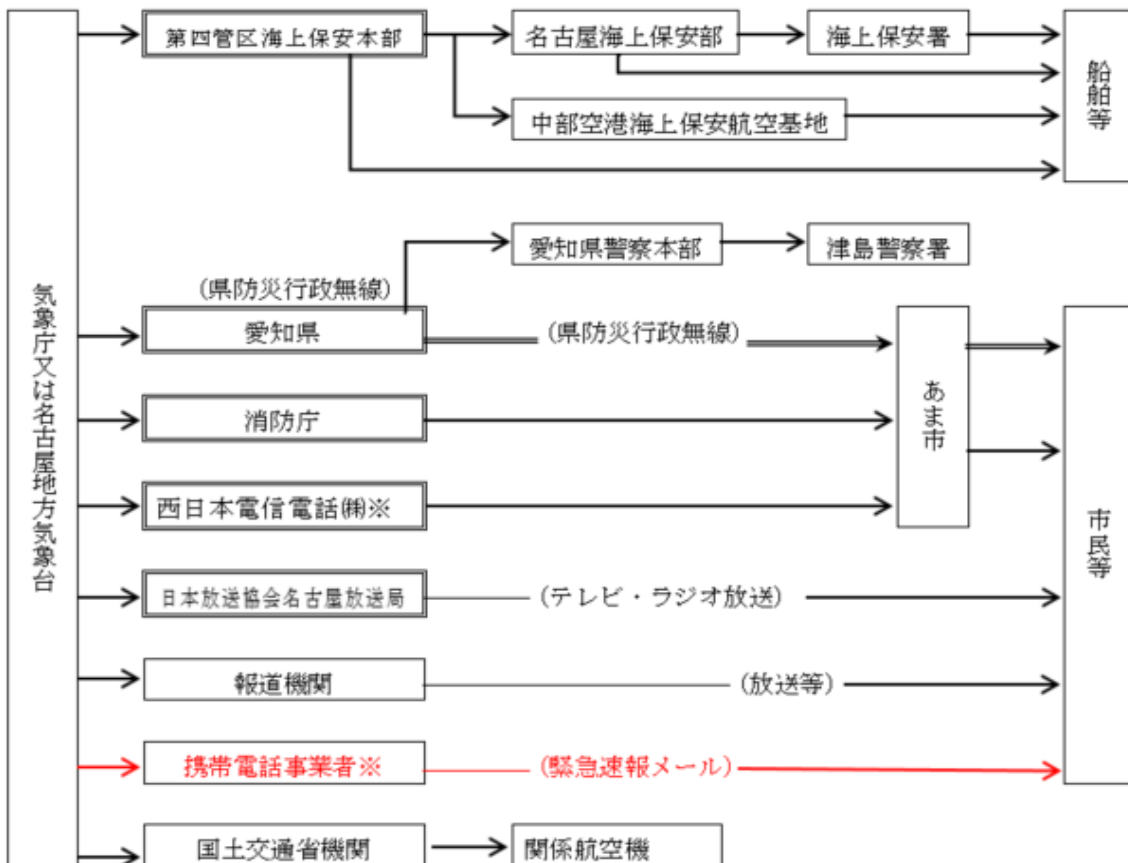 気象庁又は名古屋地方気象台
第四管区海上保安本部
名古屋海上保安部
海上保安署
船舶等
中部空港海上保安航空基地
愛知県警察本部
津島警察署
(県防災行政無線)
愛知県
(県防災行政無線)
あま市
消防庁
西日本電信電話㈱※
市民等
日本放送協会名古屋放送局
(テレビ・ラジオ放送)
報道機関
(放送等)
携帯電話事業者※
(緊急速報メール)
国土交通省機関
関係航空機